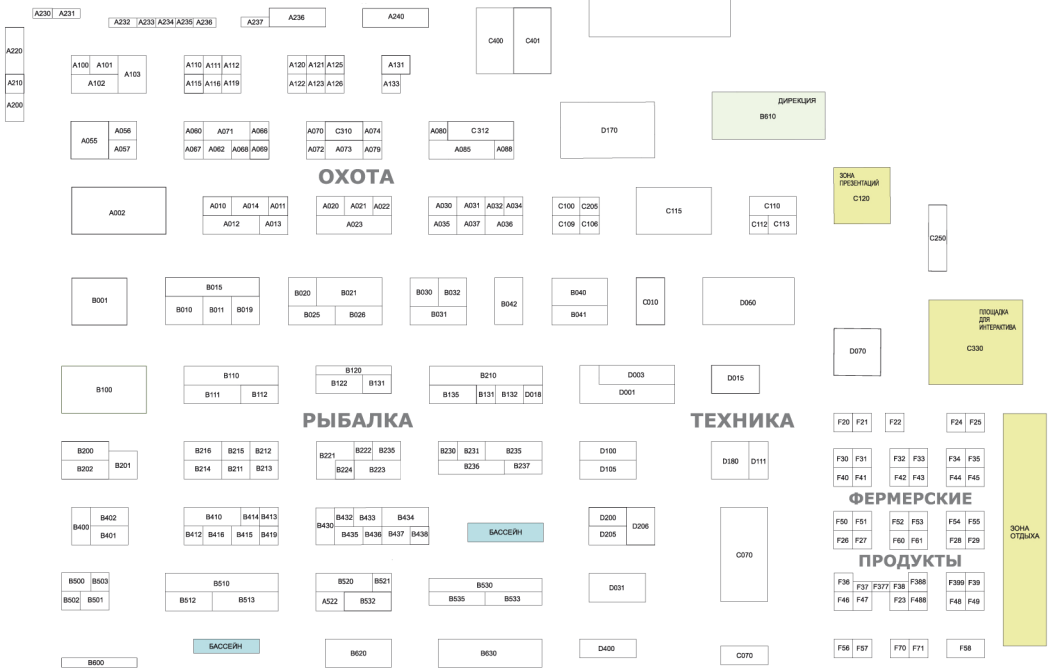 A230 A231
A232 A233 A234 A235 A236
A237
A236
A240
C400 C401
A220
A210
A200
A100 A101
A103
A102
A110 A111 A112
A115 A116 A119
A120 A121 A125
A122 A123 A126
A131
A133
ДИРЕКЦИЯ
B610
D170
A055
A056
A057
A060 A071 A066
A067 A062 A068 A069
A070 C310 A074
A072 A073 A079
A080 C312
A085 A088
ОХОТА
ЗОНА
ПРЕЗЕНТАЦИЙ
C120
A002
A010 A014 A011
A012 A013
A020 A021 A022
A023
A030 A031 A032 A034
A035 A037 A036
C100 C205
C109 C106
C115
C110
C112 C113
C250
B001
B015
B010 B011 B019
B020 B021
B025 B026
B030 B032
B031
B042
B040
B041
C010
D060
ПЛОЩАДКА
ДЛЯ
ИНТЕРАКТИВА
C330
D070
B100
B110
B111 B112
B120
B122 B131
B210
B135 B131 B132 D018
D003
D001
D015
РЫБАЛКА
ТЕХНИКА
F20 F21 F22 F24 F25
B200
B202
B201
B216 B215 B212
B214 B211 B213
B221
B222 B235
B224 B223
B230 B231 B235
B236 B237
D100
D105
D180 D111
F30 F31 F32 F33 F34 F35
F40 F41 F42 F43 F44 F45
ФЕРМЕРСКИЕ
B400
B402
B401
B410 B414 B413
B412 B416 B415 B419
B430
B432 B433 B434
B435 B436 B437 B438
БАССЕЙН
D200
D205
D206
C070
F50 F51 F52 F53 F54 F55
F26 F27 F60 F61 F28 F29
ЗОНА
ОТДЫХА
ПРОДУКТЫ
B500 B503
B502 B501
B510
B512 B513
B520 B521
A522 B532
B530
B535 B533
D031
F36 F37 F377 F38 F388 F399 F39
F46 F47 F23 F488 F48 F49
БАССЕЙН
B600
B620
B630
D400
C070
F56 F57 F70 F71 F58